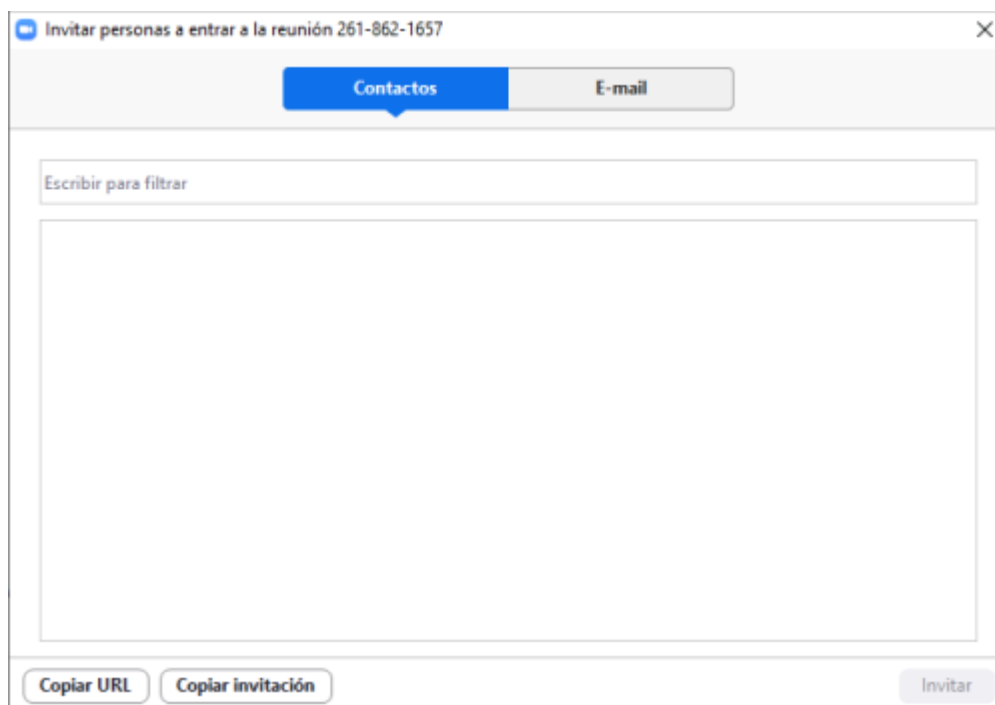 Invitar personas a entrar a la reunión 261-862-1657
Contactos
E-mail
Escribir para filtrar
Copiar URL
Copiar invitación
Invitar